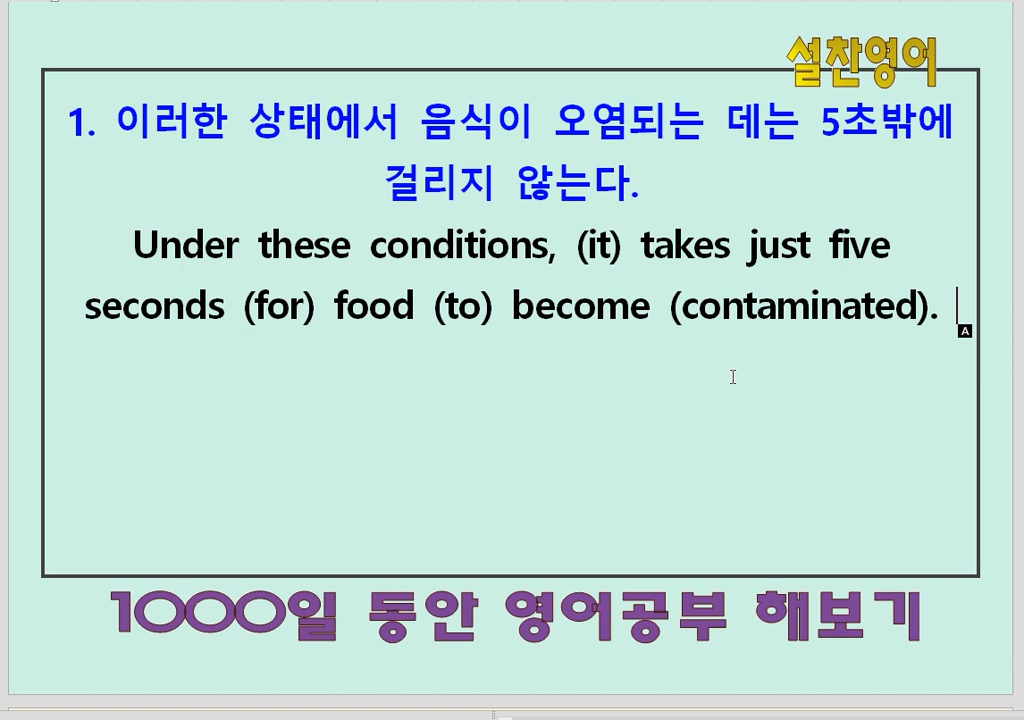 설찬영어
1. 이러한 상태에서 음식이 오염되는 데는 5초밖에
걸리지 않는다.
Under these conditions, (it) takes just five
seconds (for) food (to) become (contaminated).
A
1000일 동안 영어공부 해보기